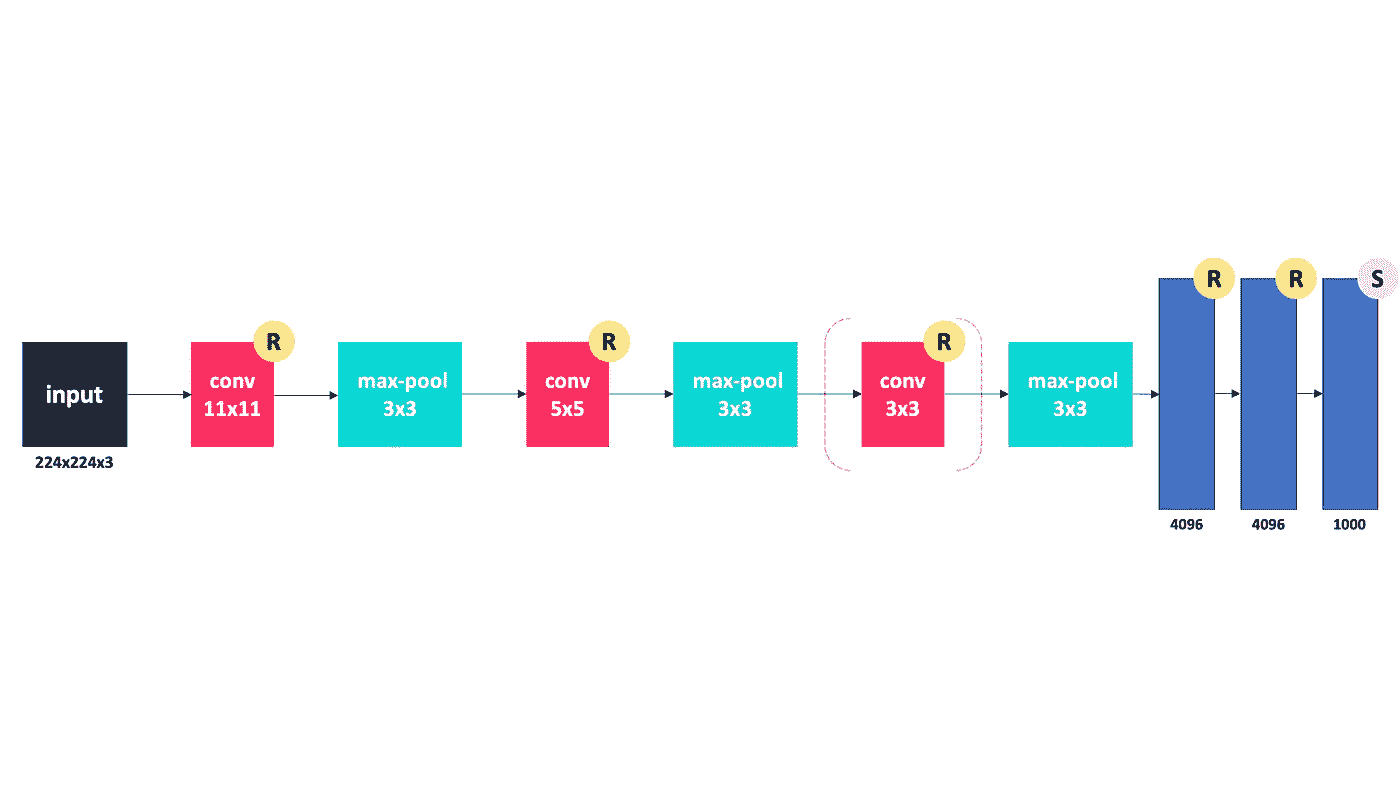 input
224x224x3
R
conv
11x11
max-pool
3x3
R
conv
5x5
max-pool
3x3
R
conv
3x3
max-pool
3x3
R
4096
R
4096
S
1000